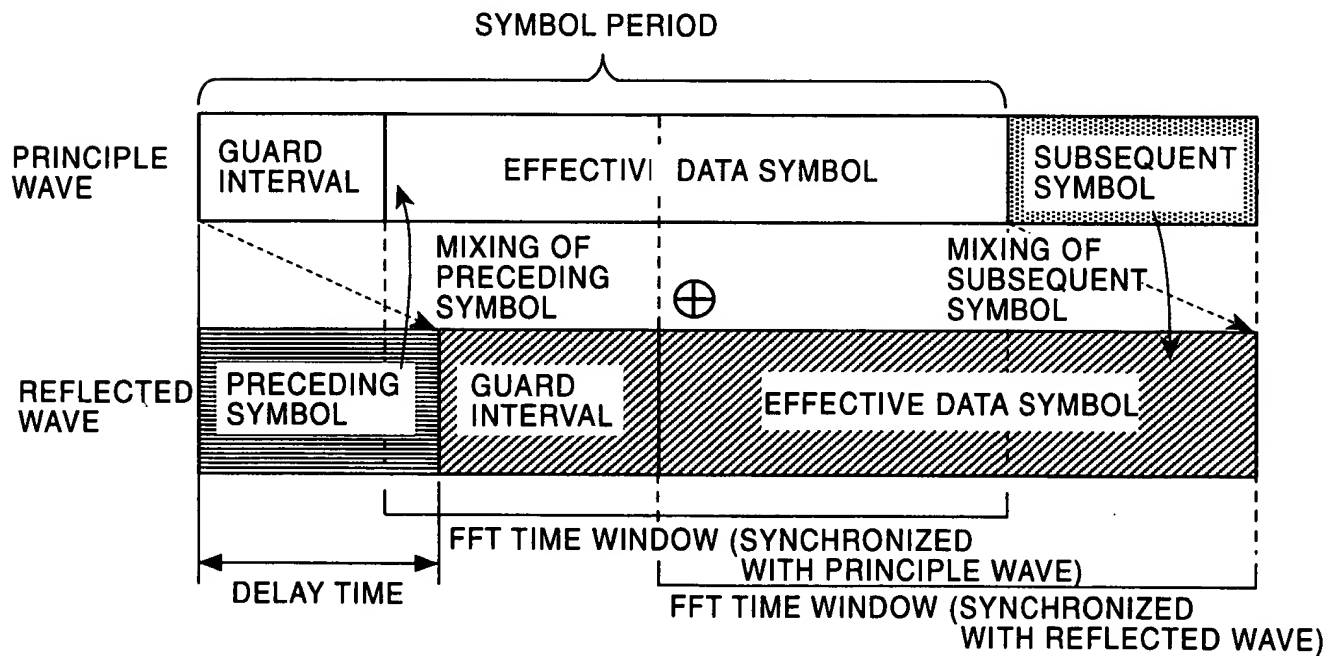 SYMBOL PERIOD
PRINCIPLE
WAVE
GUARD
INTERVAL
EFFECTIVE DATA SYMBOL
SUBSEQUENT
SYMBOL
MIXING OF
PRECEDING
SYMBOL
MIXING OF
SUBSEQUENT
SYMBOL
REFLECTED
WAVE
PRECEDING
SYMBOL
GUARD
INTERVAL
EFFECTIVE DATA SYMBOL
FFT TIME WINDOW (SYNCHRONIZED
WITH PRINCIPLE WAVE)
DELAY TIME
FFT TIME WINDOW (SYNCHRONIZED
WITH REFLECTED WAVE)